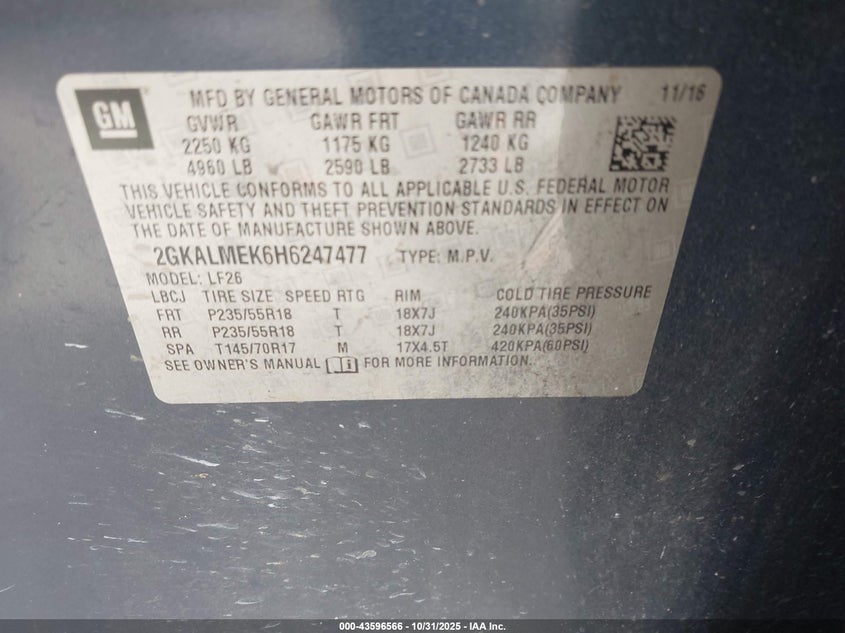 GM MFD BY GENERAL MOTORS OF CANADA COMPANY 11/16
GVWR GAWR FRT GAWR RR
2250 KG 1175 KG 1240 KG
4960 LB 2590 LB 2733 LB
THIS VEHICLE CONFORMS TO ALL APPLICABLE U.S. FEDERAL MOTOR
VEHICLE SAFETY AND THEFT PREVENTION STANDARDS IN EFFECT ON
THE DATE OF MANUFACTURE SHOWN ABOVE.
2GKALMEK6H6247477 TYPE: M.P.V.
MODEL: LF26
LBCJ TIRE SIZE SPEED RTG RIM COLD TIRE PRESSURE
FRT P235/55R18 T 18X7J 240KPA(35PSI)
RR P235/55R18 T 18X7J 240KPA(35PSI)
SPA T145/70R17 M 17X4.5T 420KPA(60PSI)
SEE OWNER'S MANUAL FOR MORE INFORMATION.
000-43596566 - 10/31/2025 - IAA Inc.